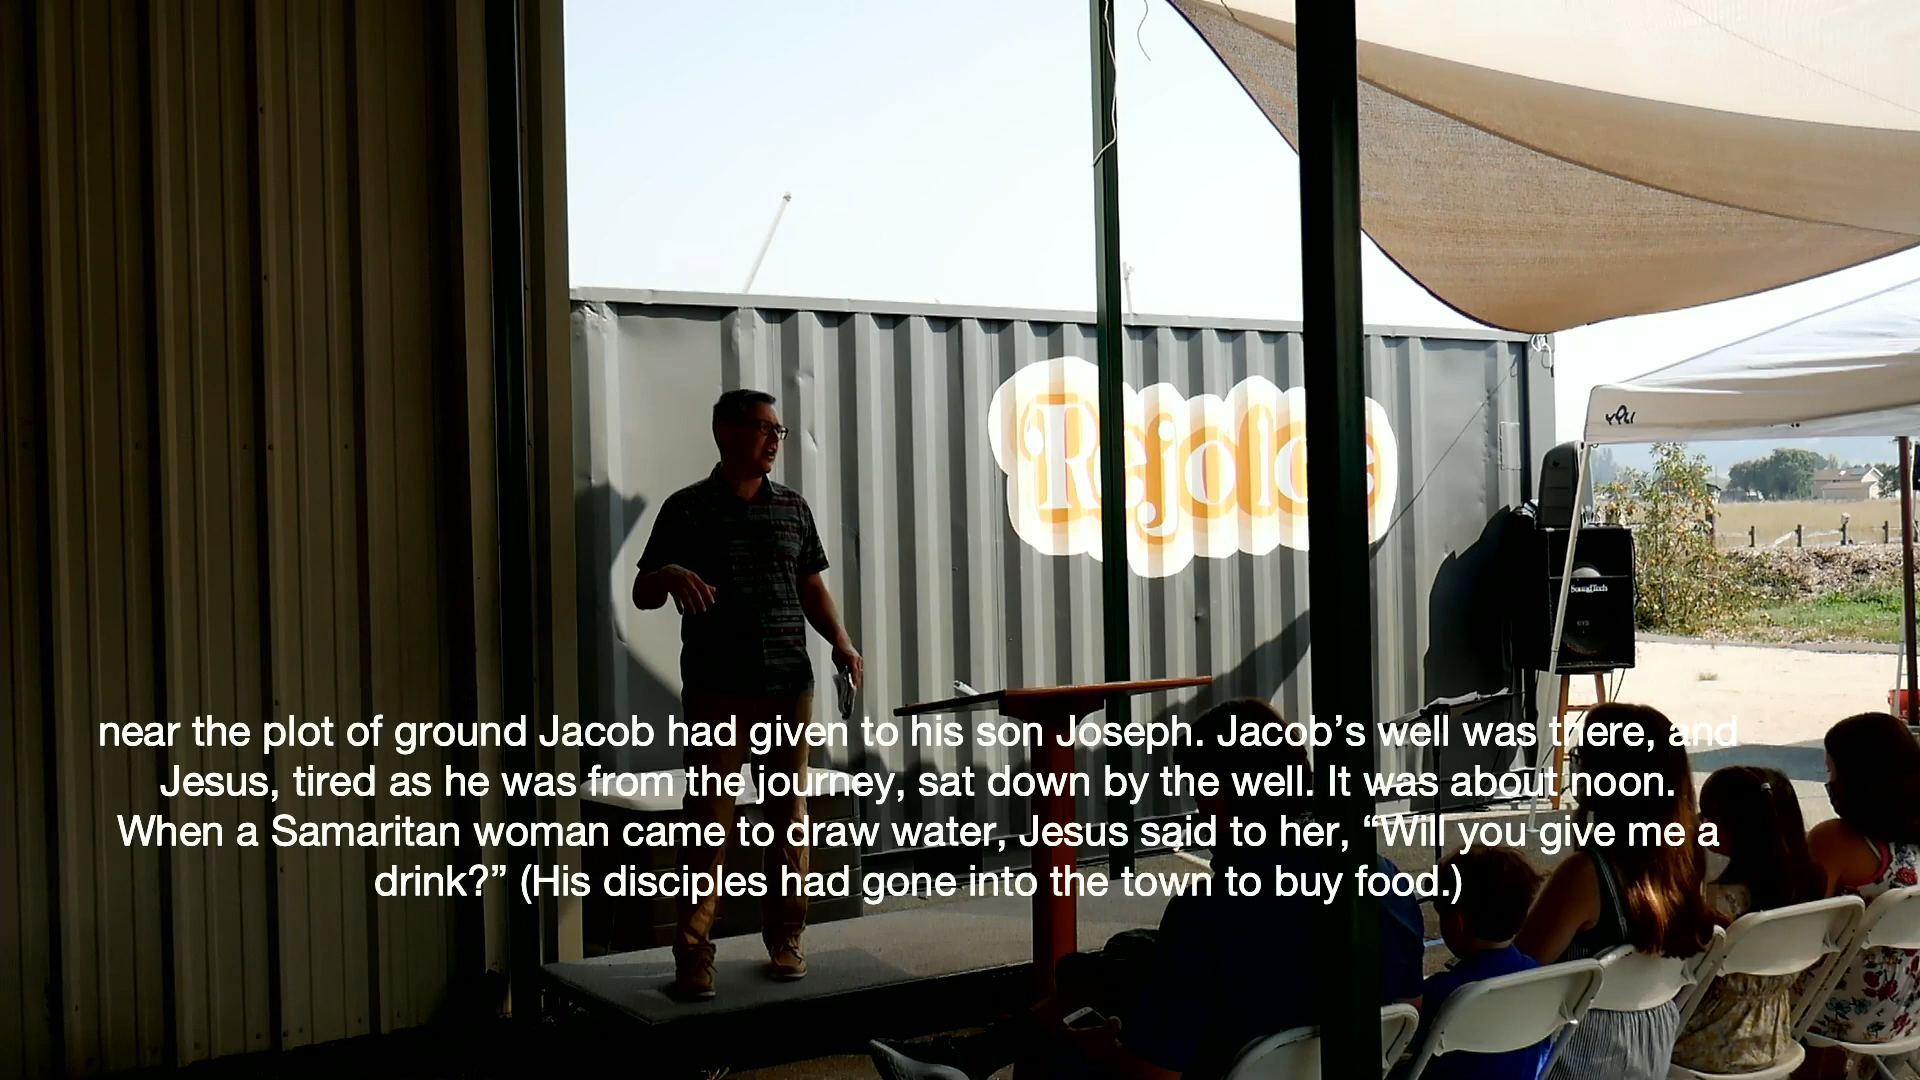 Rejoice
SoundTech
near the plot of ground Jacob had given to his son Joseph. Jacob’s well was there, and
Jesus, tired as he was from the journey, sat down by the well. It was about noon.
When a Samaritan woman came to draw water, Jesus said to her, “Will you give me a
drink?” (His disciples had gone into the town to buy food.)